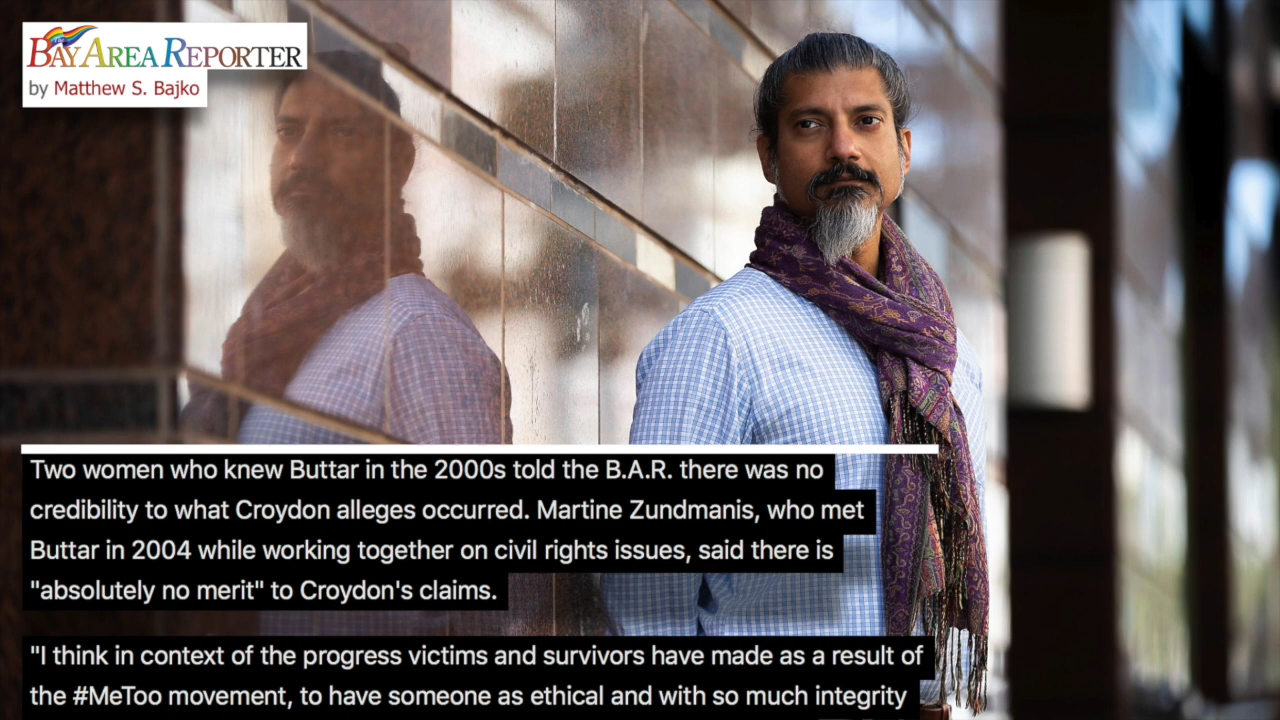 BAY AREA REPORTER
by Matthew S. Bajko
Two women who knew Buttar in the 2000s told the B.A.R. there was no
credibility to what Croydon alleges occurred. Martine Zundmanis, who met
Buttar in 2004 while working together on civil rights issues, said there is
"absolutely no merit" to Croydon's claims.
"I think in context of the progress victims and survivors have made as a result of
the #MeToo movement, to have someone as ethical and with so much integrity